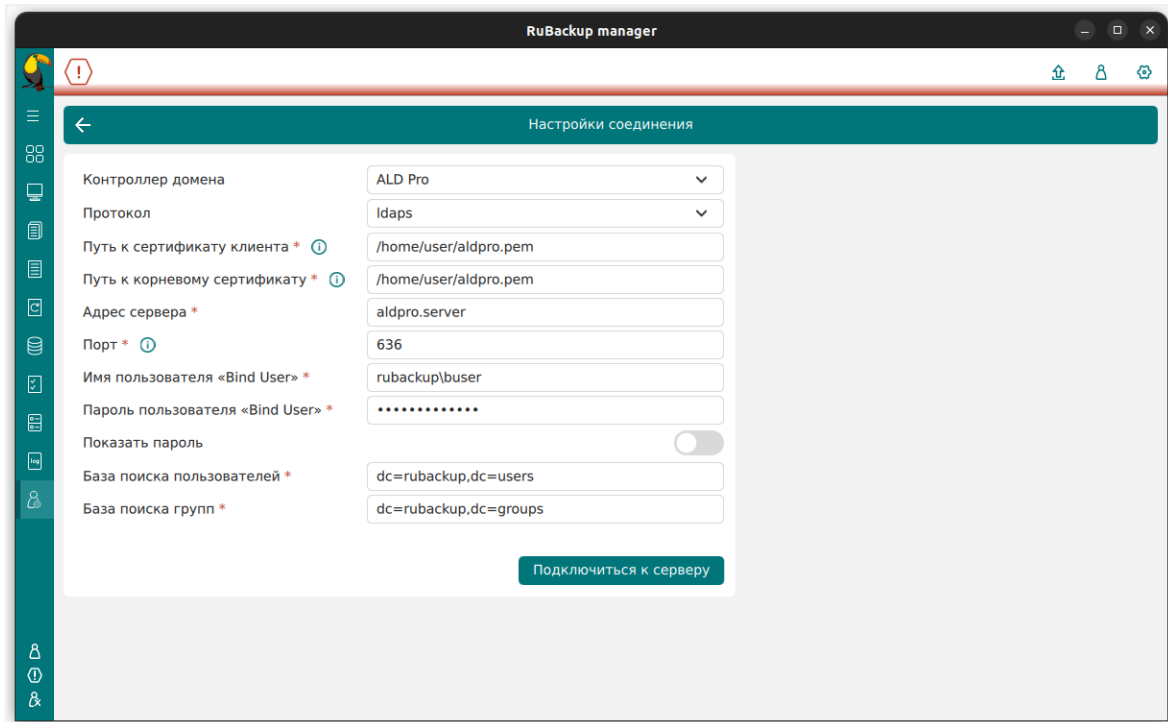 RuBackup manager
Настройки соединения
Контроллер домена ALD Pro
Протокол ldaps
Путь к сертификату клиента * /home/user/aldpro.pem
Путь к корневому сертификату * /home/user/aldpro.pem
Адрес сервера * aldpro.server
Порт * 636
Имя пользователя «Bind User» * rubackup\buser
Пароль пользователя «Bind User» * •••••••••••••
Показать пароль
База поиска пользователей * dc=rubackup,dc=users
База поиска групп * dc=rubackup,dc=groups
Подключиться к серверу
log